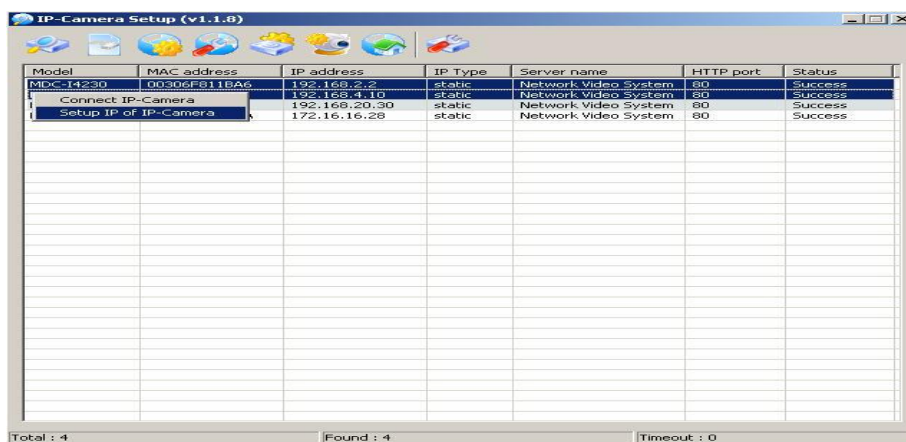 IP-Camera Setup (v1.1.8)
Model MAC address IP address IP Type Server name HTTP port Status
MDC-I4230 00306F811BA6 192.168.2.2 static Network Video System 80 Success
192.168.4.10 static Network Video System 80 Success
Connect IP-Camera
192.168.20.30 static Network Video System 80 Success
Setup IP of IP-Camera
172.16.16.28 static Network Video System 80 Success
Total : 4 Found : 4 Timeout : 0